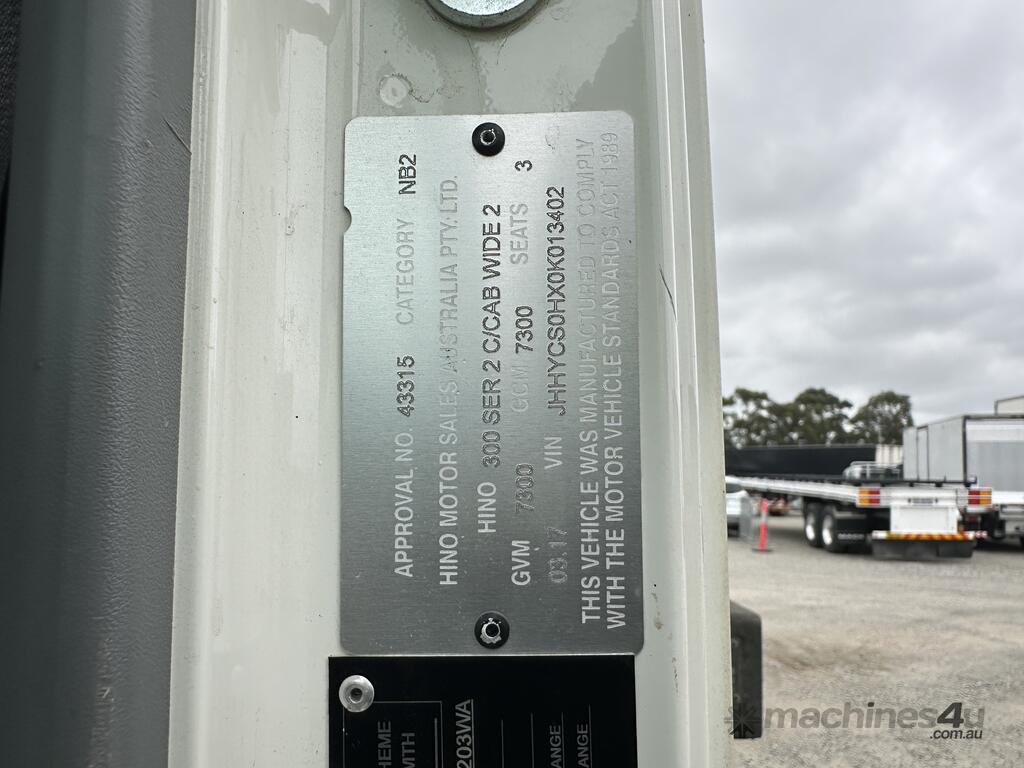 APPROVAL NO. 43315 CATEGORY NB2
HINO MOTOR SALES AUSTRALIA PTY. LTD.
HINO 300 SER 2 C/CAB WIDE 2
GVM 7300 GCM 7300 SEATS 3
03.17 VIN JHHYCS0HX0K013402
THIS VEHICLE WAS MANUFACTURED TO COMPLY
WITH THE MOTOR VEHICLE STANDARDS ACT 1989
203WA
ANGE
ANGE
machines4u
.com.au